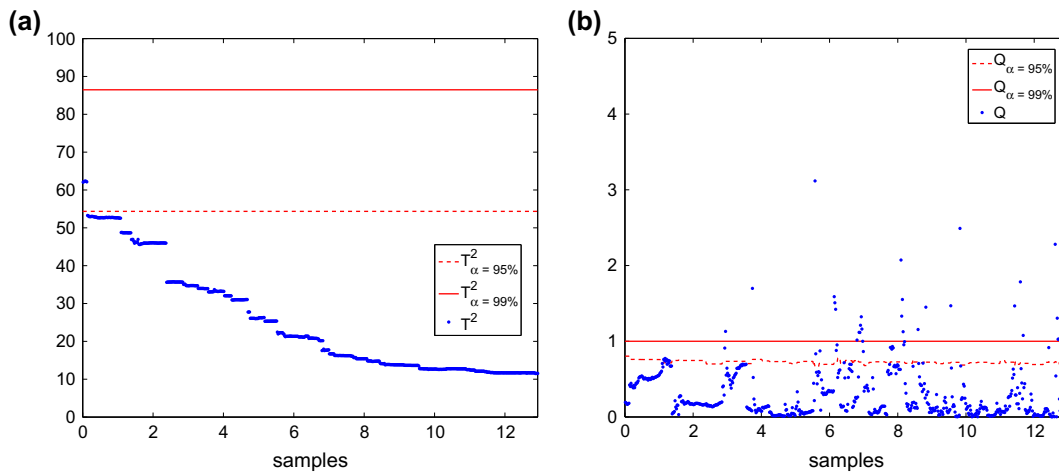 (a)
100
90
80
70
60
50
40
30
20
10
0
0 2 4 6 8 10 12
samples
T²α = 95%
T²α = 99%
T²
(b)
5
4
3
2
1
0
0 2 4 6 8 10 12
samples
Qα = 95%
Qα = 99%
Q